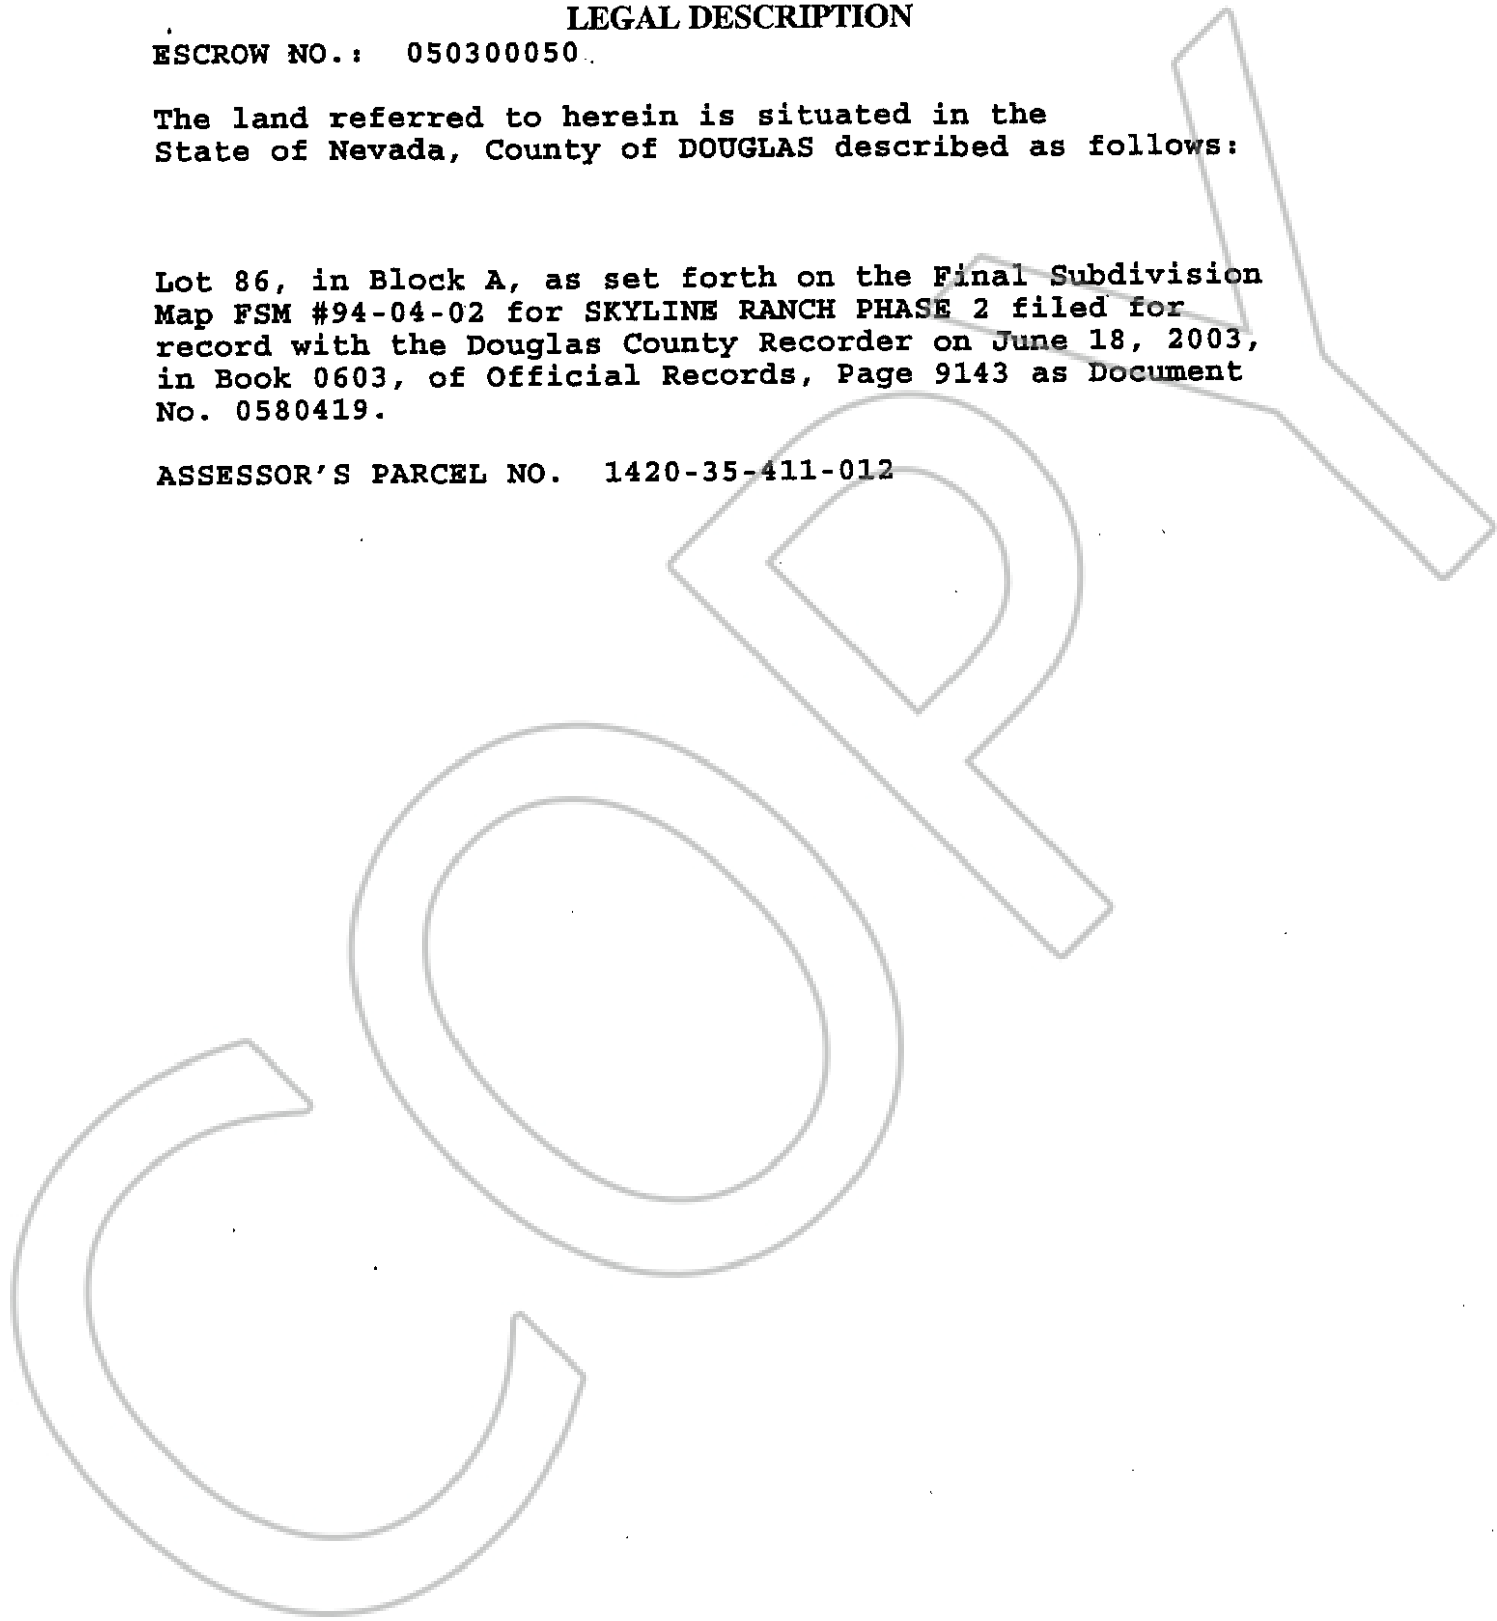 LEGAL DESCRIPTION
ESCROW NO.: 050300050
The land referred to herein is situated in the
State of Nevada, County of DOUGLAS described as follows:
Lot 86, in Block A, as set forth on the Final Subdivision
Map FSM #94-04-02 for SKYLINE RANCH PHASE 2 filed for
record with the Douglas County Recorder on June 18, 2003,
in Book 0603, of Official Records, Page 9143 as Document
No. 0580419.
ASSESSOR'S PARCEL NO. 1420-35-411-012
COPY